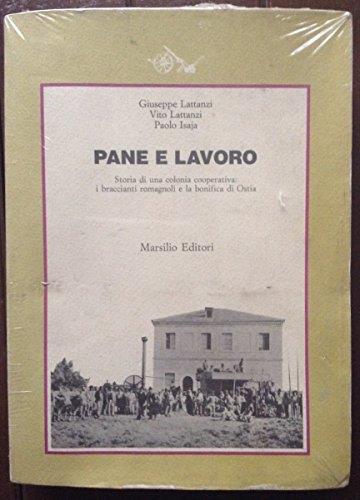 Giuseppe Lattanzi
Vito Lattanzi
Paolo Isaja
PANE E LAVORO
Storia di una colonia cooperativa:
i braccianti romagnoli e la bonifica di Ostia
Marsilio Editori